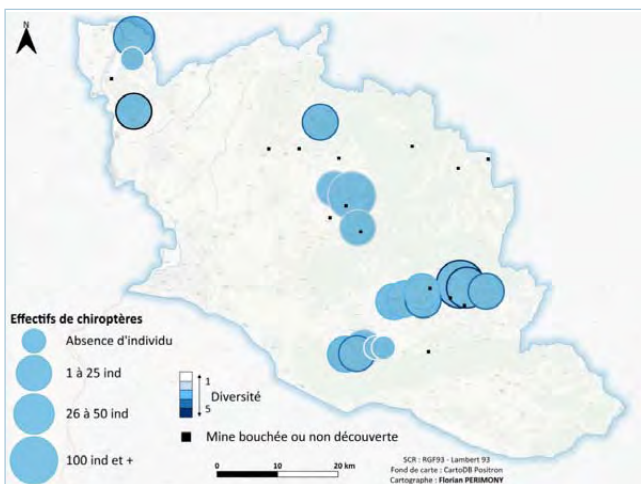 N
Effectifs de chiroptères
Absence d'individu
1 à 25 ind
26 à 50 ind
100 ind et +
1
5
Diversité
Mine bouchée ou non découverte
0 10 20 km
SCR : RGF93 - Lambert 93
Fond de carte : CartoDB Positron
Cartographe : Florian PERIMONY